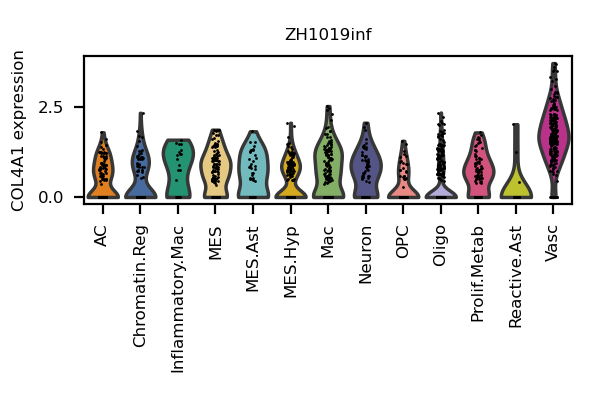 ZH1019inf
COL4A1 expression
2.5
0.0
AC
Chromatin.Reg
Inflammatory.Mac
MES
MES.Ast
MES.Hyp
Mac
Neuron
OPC
Oligo
Prolif.Metab
Reactive.Ast
Vasc